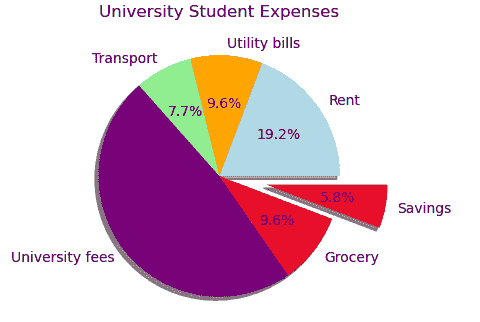 University Student Expenses
Utility bills
Transport
Rent
9.6%
7.7%
19.2%
5.8%
Savings
9.6%
University fees
Grocery